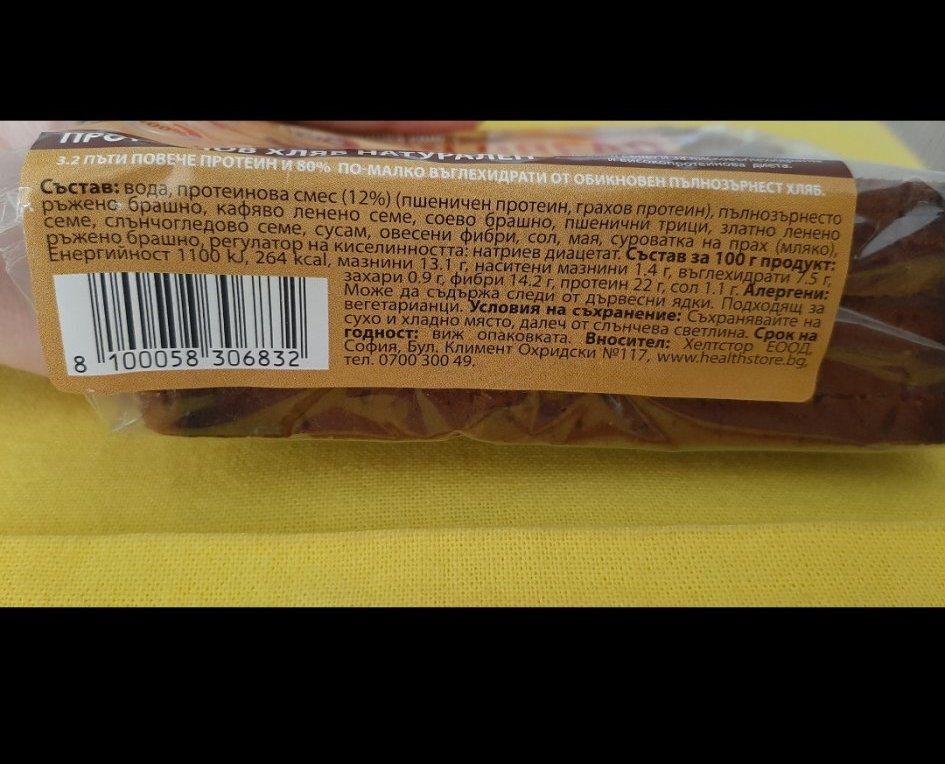 ХЛЯБ НАТУРАЛЕН
3.2 ПЪТИ ПОВЕЧЕ ПРОТЕИН И 80% ПО-МАЛКО ВЪГЛЕХИДРАТИ ОТ ОБИКНОВЕН ПЪЛНОЗЪРНЕСТ ХЛЯБ.
Състав: вода, протеинова смес (12%) (пшеничен протеин, грахов протеин), пълнозърнесто
ръжено брашно, кафяво ленено семе, соево брашно, пшенични трици, златно ленено
семе, слънчогледово семе, сусам, овесени фибри, сол, мая, суроватка на прах (мляко),
ръжено брашно, регулатор на киселинността: натриев диацетат. Състав за 100 г продукт:
Енергийност 1100 kJ, 264 kcal, мазнини 13.1 г, наситени мазнини 1.4 г, въглехидрати 7.5 г,
захари 0.9 г, фибри 14.2 г, протеин 22 г, сол 1.1 г. Алергени:
Може да съдържа следи от дървесни ядки. Подходящ за
вегетарианци. Условия на съхранение: Съхранявайте на
сухо и хладно място, далеч от слънчева светлина. Срок на
годност: виж опаковката. Вносител: Хелтстор ЕООД,
София, Бул. Климент Охридски №117, www.healthstore.bg,
тел. 0700 300 49.
8 100058 306832